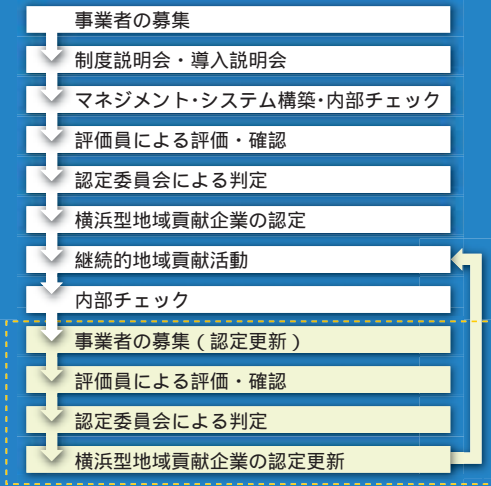 事業者の募集
制度説明会・導入説明会
マネジメント・システム構築・内部チェック
評価員による評価・確認
認定委員会による判定
横浜型地域貢献企業の認定
継続的地域貢献活動
内部チェック
事業者の募集(認定更新)
評価員による評価・確認
認定委員会による判定
横浜型地域貢献企業の認定更新